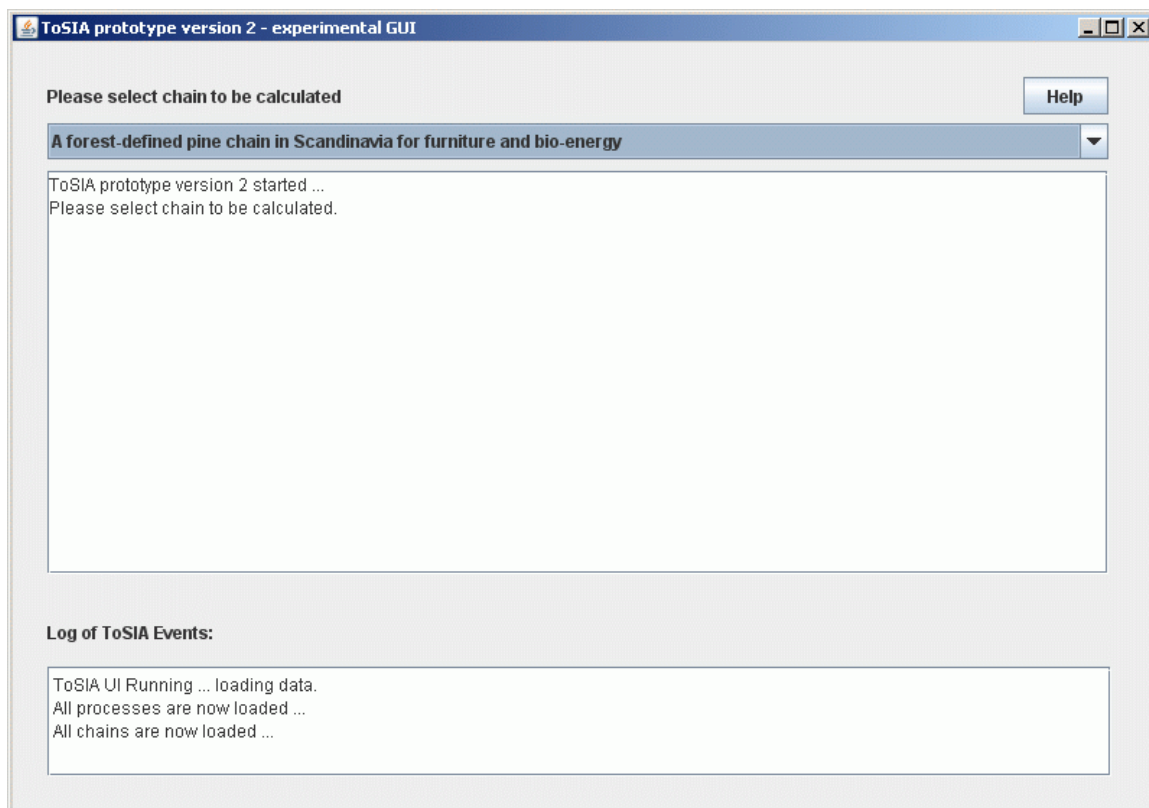 ToSIA prototype version 2 - experimental GUI
Please select chain to be calculated
Help
A forest-defined pine chain in Scandinavia for furniture and bio-energy
ToSIA prototype version 2 started ...
Please select chain to be calculated.
Log of ToSIA Events:
ToSIA UI Running ... loading data.
All processes are now loaded ...
All chains are now loaded ...